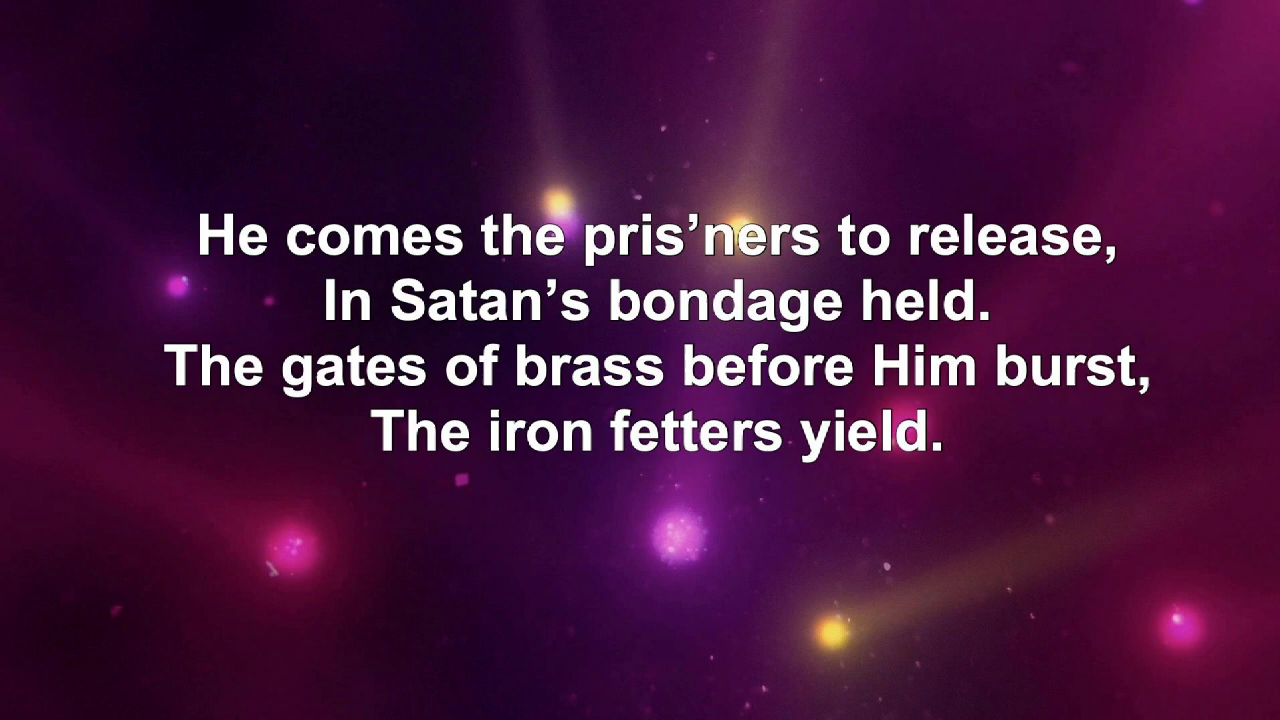 He comes the pris’ners to release,
In Satan’s bondage held.
The gates of brass before Him burst,
The iron fetters yield.